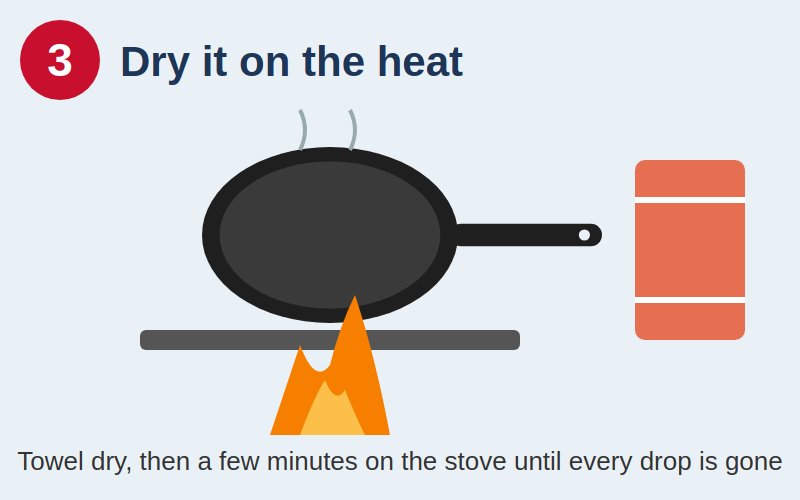 3
Dry it on the heat
Towel dry, then a few minutes on the stove until every drop is gone